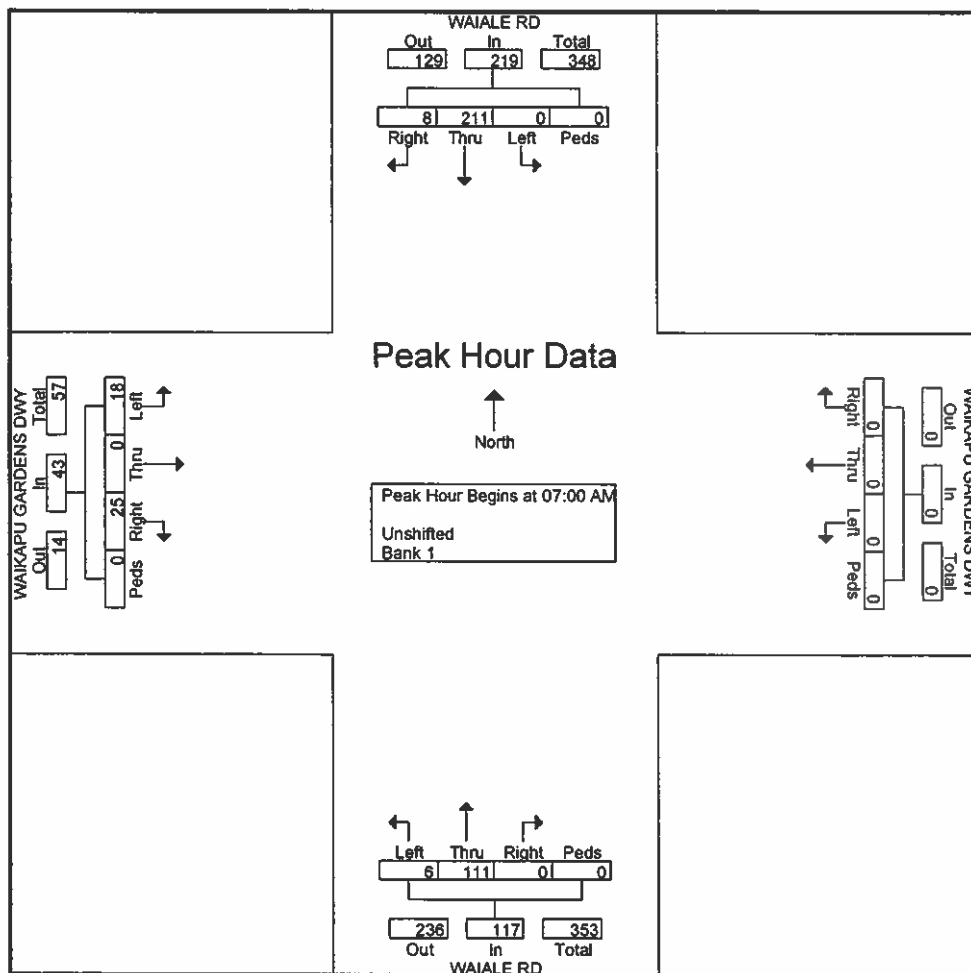 WAIALE RD
Out In Total
129 219 348
8 211 0 0
Right Thru Left Peds
Peak Hour Data
North
Peak Hour Begins at 07:00 AM
Unshifted
Bank 1
WAIKAPU GARDENS DWY
Out In Total
14 43 57
Left Thru Right Peds
18 0 25 0
WAIKAPU GARDENS DWY
Out In Total
0 0 0
Right Thru Left Peds
0 0 0 0
Left Thru Right Peds
6 111 0 0
236 117 353
Out In Total
WAIALE RD